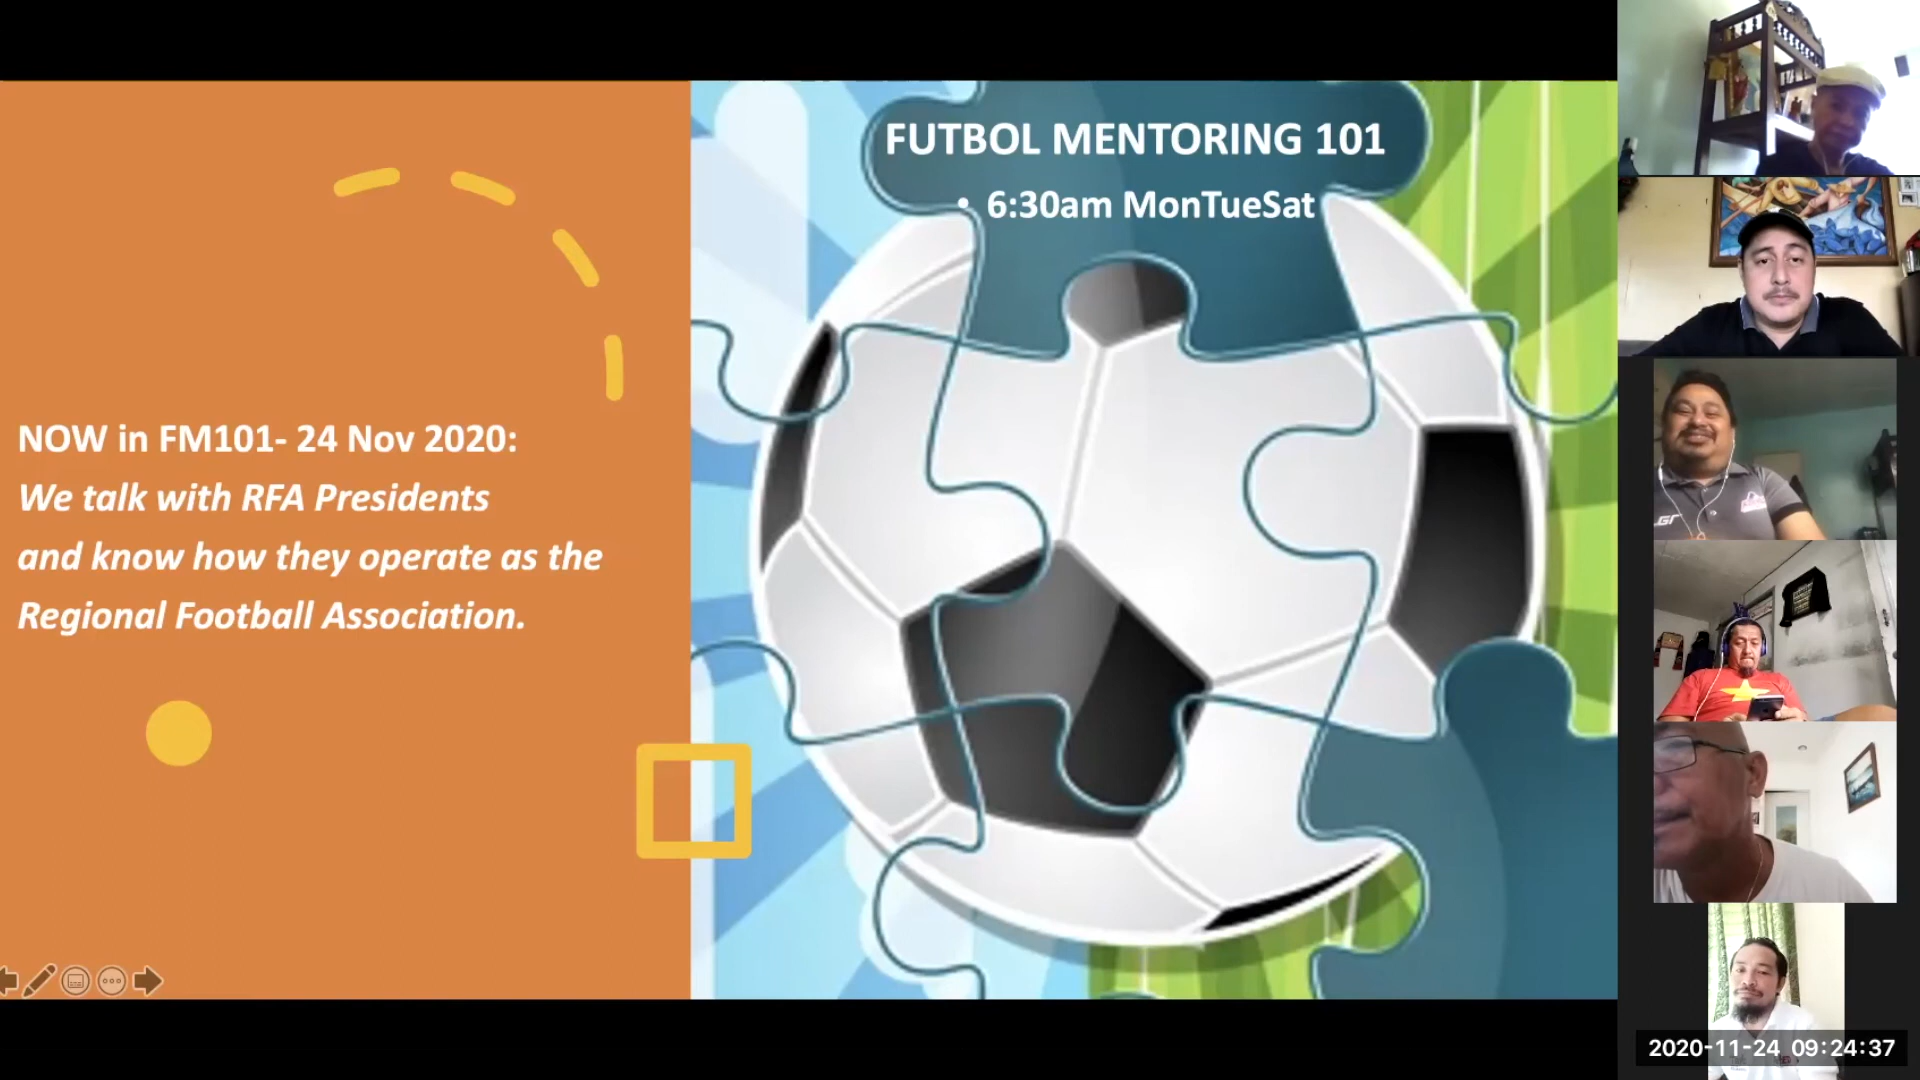 FUTBOL MENTORING 101
• 6:30am MonTueSat
NOW in FM101- 24 Nov 2020:
We talk with RFA Presidents
and know how they operate as the
Regional Football Association.
2020-11-24 09:24:37